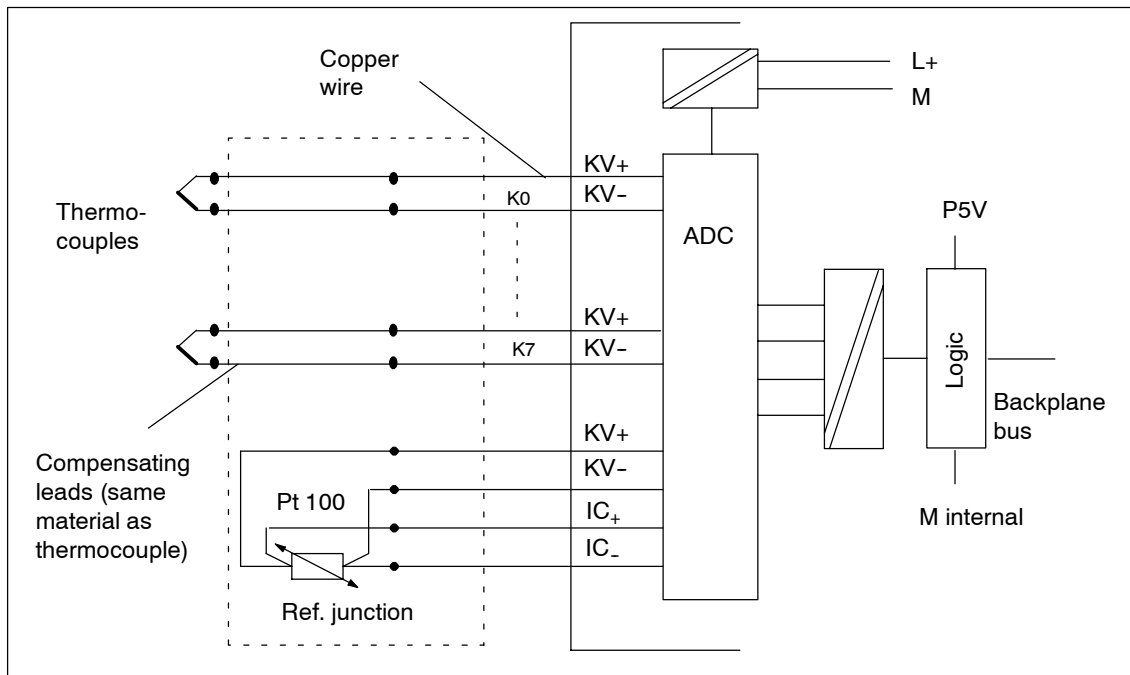 Copper
wire
L+
M
KV+
KV-
K0
Thermo-
couples
ADC
P5V
KV+
KV-
K7
Logic
Backplane
bus
KV+
KV-
Compensating
leads (same
material as
thermocouple)
Pt 100
IC+
IC-
M internal
Ref. junction